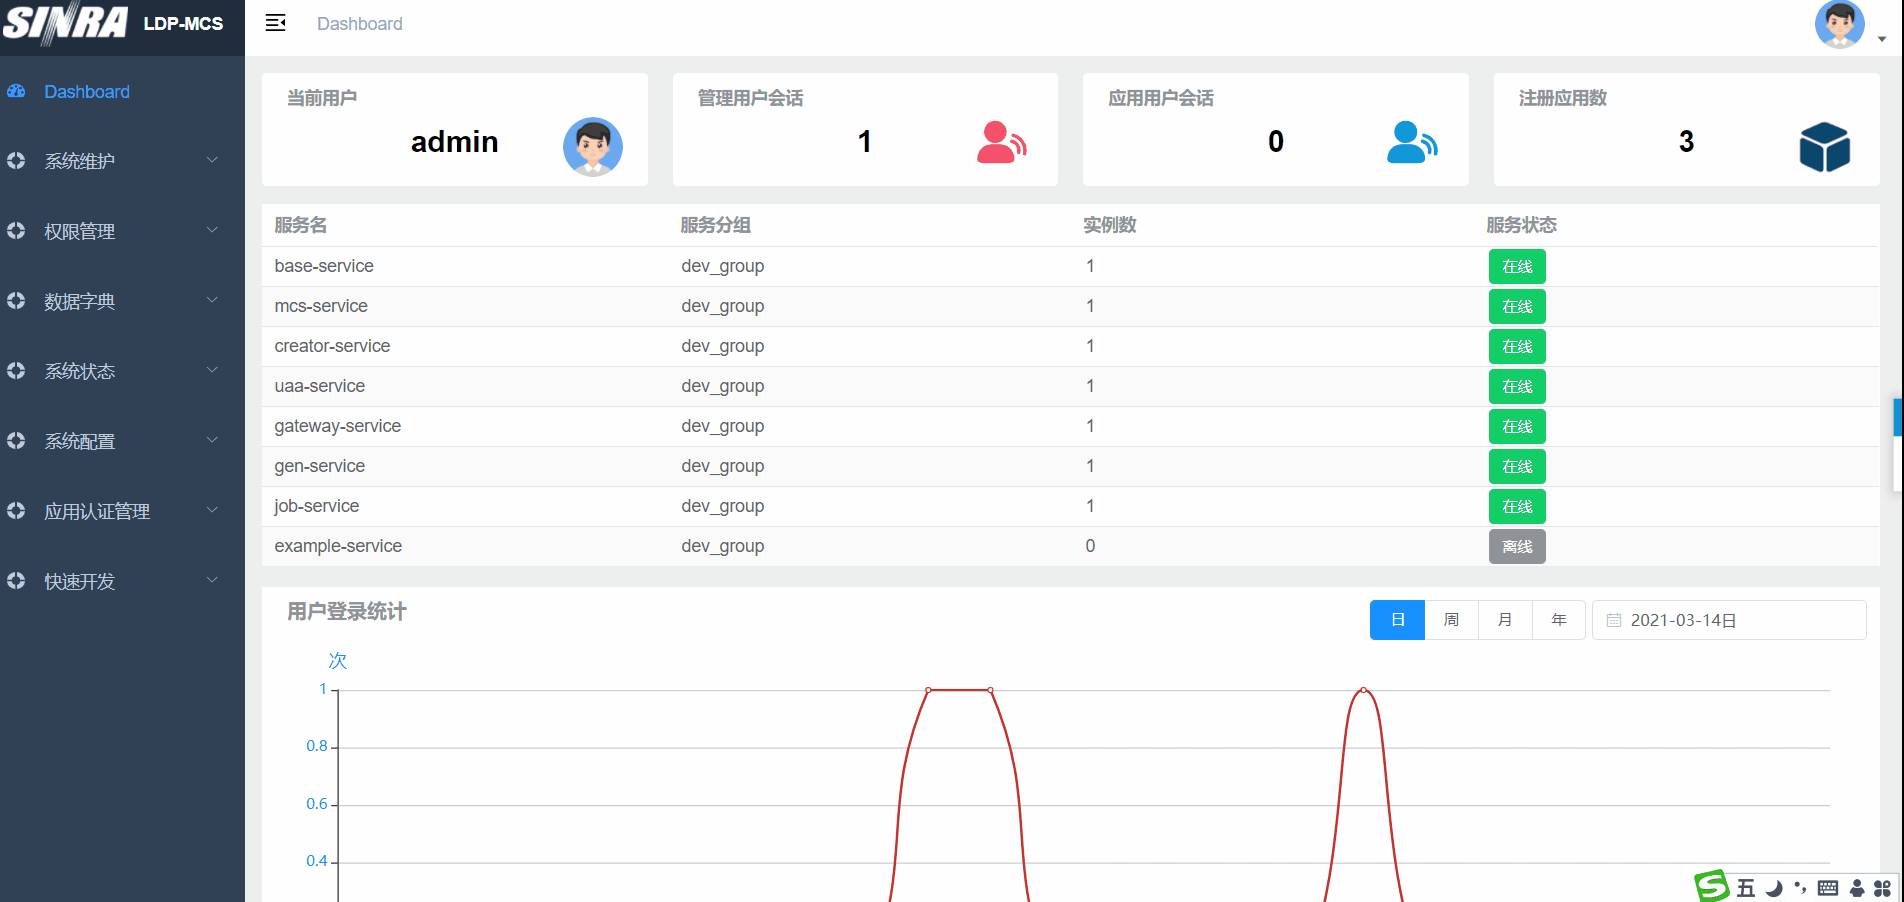 SINRA LDP-MCS
Dashboard
Dashboard
系统维护
权限管理
数据字典
系统状态
系统配置
应用认证管理
快速开发
当前用户
admin
管理用户会话
1
应用用户会话
0
注册应用数
3
服务名 服务分组 实例数 服务状态
base-service dev_group 1 在线
mcs-service dev_group 1 在线
creator-service dev_group 1 在线
uaa-service dev_group 1 在线
gateway-service dev_group 1 在线
gen-service dev_group 1 在线
job-service dev_group 1 在线
example-service dev_group 0 离线
用户登录统计
日 周 月 年 2021-03-14日
次
1
0.8
0.6
0.4
S 五